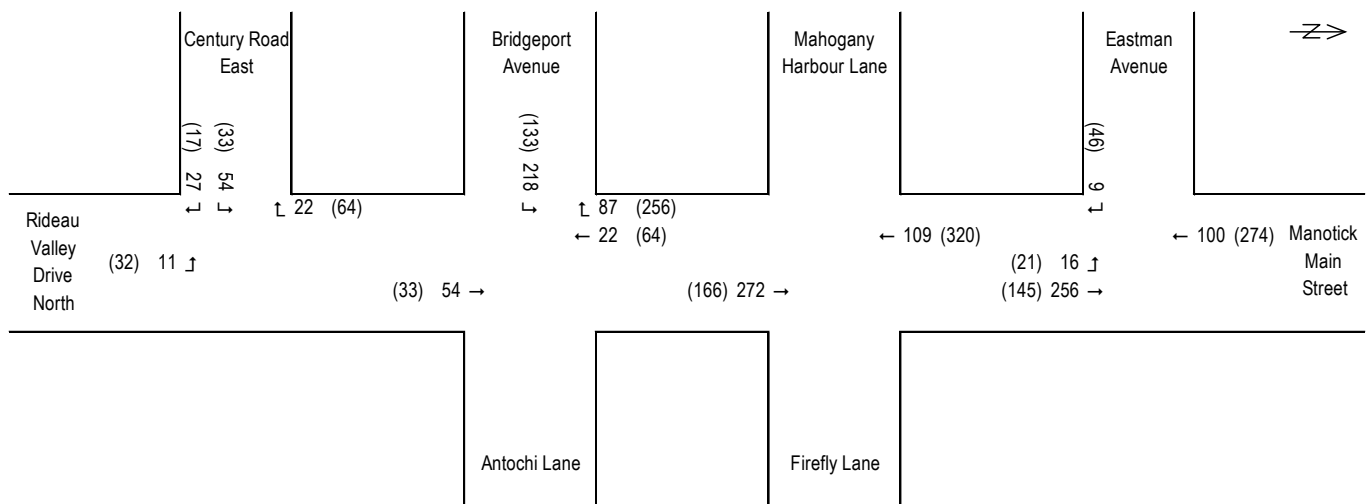 Century Road
East
Bridgeport
Avenue
Mahogany
Harbour Lane
Eastman
Avenue
N
(17) 27 ↵
(33) 54 ↳
(133) 218 ↳
(46) 9 ↵
↰ 22 (64)
↰ 87 (256)
← 22 (64)
← 109 (320)
← 100 (274)
Rideau
Valley
Drive
North
(32) 11 ⮥
(33) 54 →
(166) 272 →
(21) 16 ⮥
(145) 256 →
Manotick
Main
Street
Antochi Lane
Firefly Lane